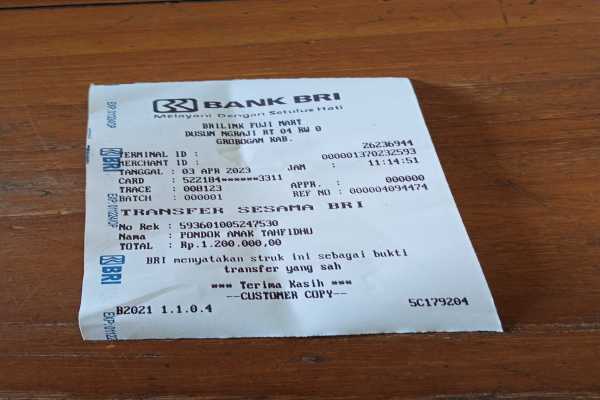 BANK BRI
Melayani Dengan Setulus Hati
BRILINK FUJI MART
DUSUN NGRAJI RT 04 RW 0
GROBOGAN KAB.
TERMINAL ID : 26236944
MERCHANT ID : 000001370232593
TANGGAL : 03 APR 2023 JAM : 11:14:51
CARD : 522184******3311
TRACE : 008123 APPR. : 000000
BATCH : 000001 REF NO : 000004094474
TRANSFER SESAMA BRI
No Rek : 593601005247530
Nama : PONDOK ANAK TAHFIDHU
TOTAL : Rp.1.200.000,00
BRI menyatakan struk ini sebagai bukti
transfer yang sah
*** Terima Kasih ***
--CUSTOMER COPY--
B2021 1.1.0.4 5C179204
BRI
BRI